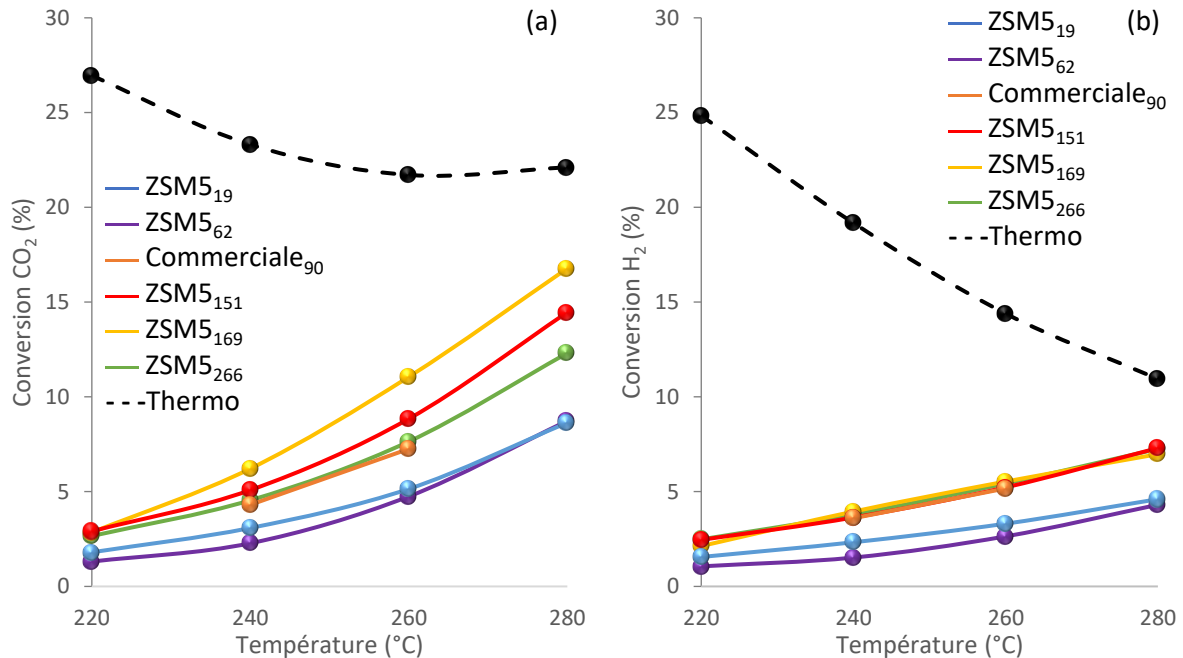 (a)
30
25
20
15
10
5
0
Conversion CO₂ (%)
ZSM5₁₉
ZSM5₆₂
Commerciale₉₀
ZSM5₁₅₁
ZSM5₁₆₉
ZSM5₂₆₆
Thermo
220 240 260 280
Température (°C)
(b)
30
25
20
15
10
5
0
Conversion H₂ (%)
ZSM5₁₉
ZSM5₆₂
Commerciale₉₀
ZSM5₁₅₁
ZSM5₁₆₉
ZSM5₂₆₆
Thermo
220 240 260 280
Température (°C)